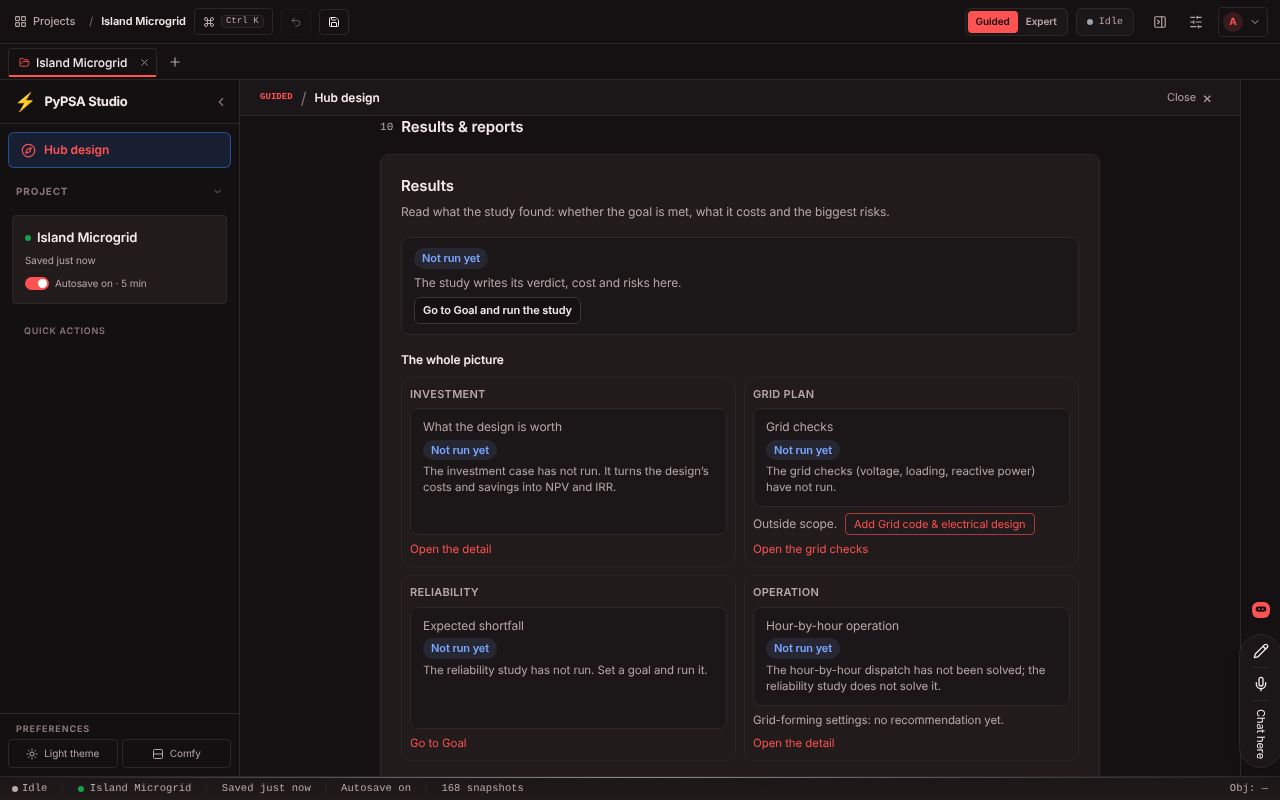 Projects / Island Microgrid Ctrl K Guided Expert Idle A
Island Microgrid
PyPSA Studio
GUIDED / Hub design Close
Hub design
PROJECT
Island Microgrid
Saved just now
Autosave on · 5 min
QUICK ACTIONS
PREFERENCES
Light theme Comfy
10 Results & reports
Results
Read what the study found: whether the goal is met, what it costs and the biggest risks.
Not run yet
The study writes its verdict, cost and risks here.
Go to Goal and run the study
The whole picture
INVESTMENT
What the design is worth
Not run yet
The investment case has not run. It turns the design's
costs and savings into NPV and IRR.
Open the detail
GRID PLAN
Grid checks
Not run yet
The grid checks (voltage, loading, reactive power)
have not run.
Outside scope. Add Grid code & electrical design
Open the grid checks
RELIABILITY
Expected shortfall
Not run yet
The reliability study has not run. Set a goal and run it.
Go to Goal
OPERATION
Hour-by-hour operation
Not run yet
The hour-by-hour dispatch has not been solved; the
reliability study does not solve it.
Grid-forming settings: no recommendation yet.
Open the detail
Chat here
Idle Island Microgrid Saved just now Autosave on 168 snapshots Obj: —